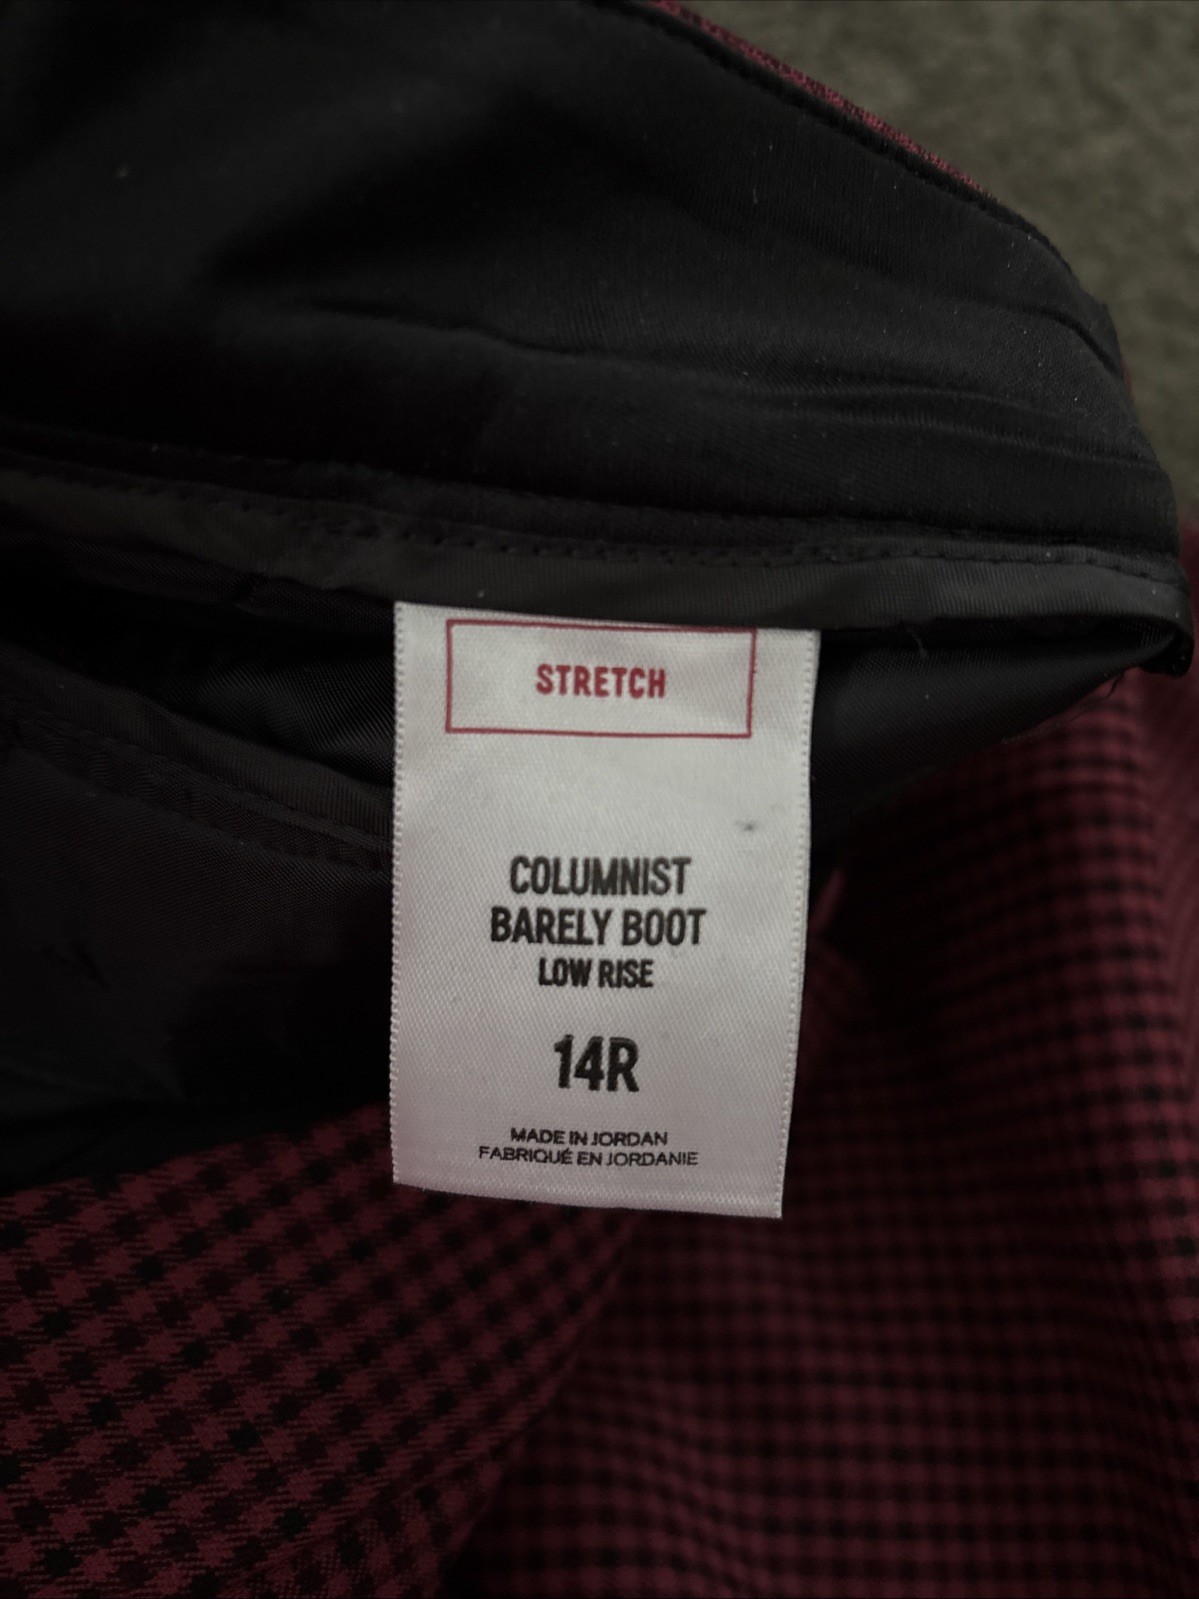 STRETCH
COLUMNIST
BARELY BOOT
LOW RISE
14R
MADE IN JORDAN
FABRIQUÉ EN JORDANIE